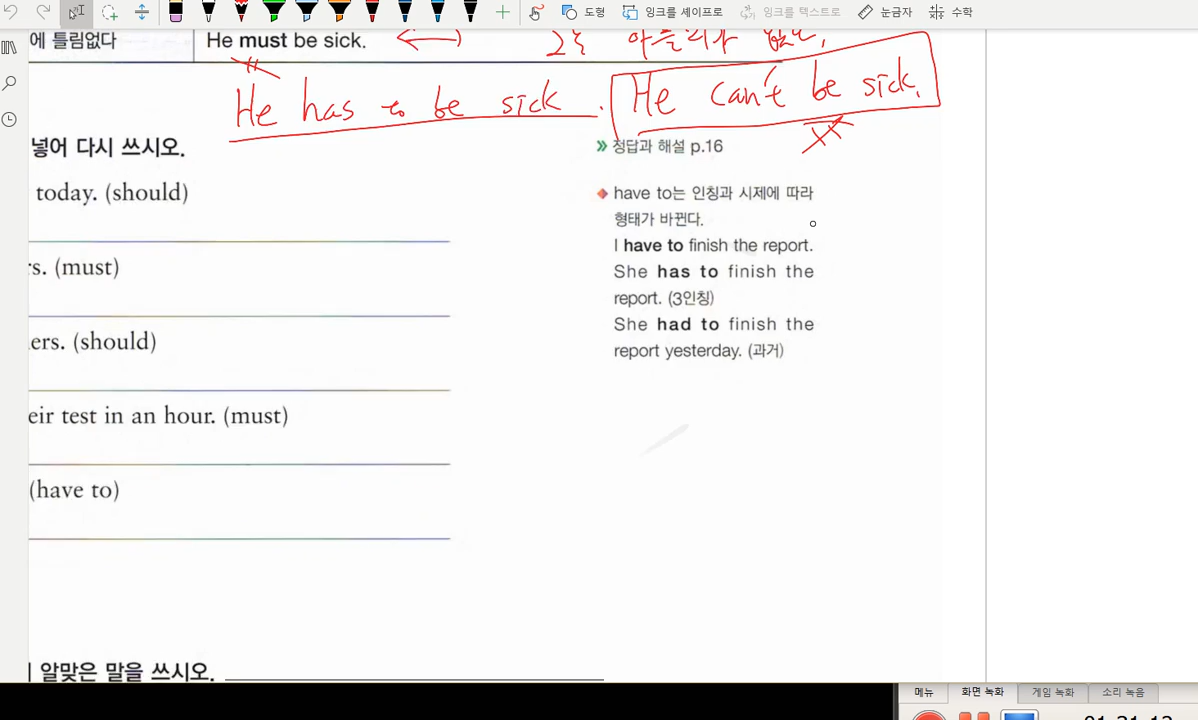 도형 잉크를 셰이프로 잉크를 텍스트로 눈금자 수학
에 틀림없다 He must be sick.
He has to be sick. He can't be sick.
넣어 다시 쓰시오.
» 정답과 해설 p.16
today. (should)
have to는 인칭과 시제에 따라
형태가 바뀐다.
I have to finish the report.
She has to finish the
report. (3인칭)
She had to finish the
report yesterday. (과거)
rs. (must)
ers. (should)
eir test in an hour. (must)
(have to)
알맞은 말을 쓰시오.
메뉴 화면 녹화 게임 녹화 소리 녹음